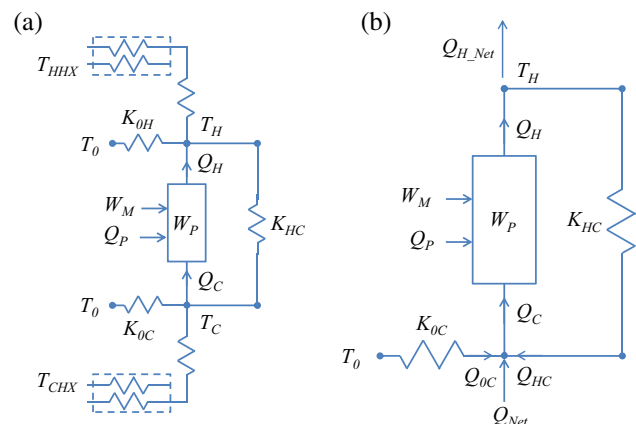 (a)
T_HHX
K_0H
T_0
T_H
Q_H
W_M
W_P
Q_P
K_HC
Q_C
T_0
K_0C
T_C
T_CHX
(b)
Q_H_Net
T_H
Q_H
W_M
W_P
K_HC
Q_P
Q_C
K_0C
T_0
Q_0C
Q_HC
Q_Net